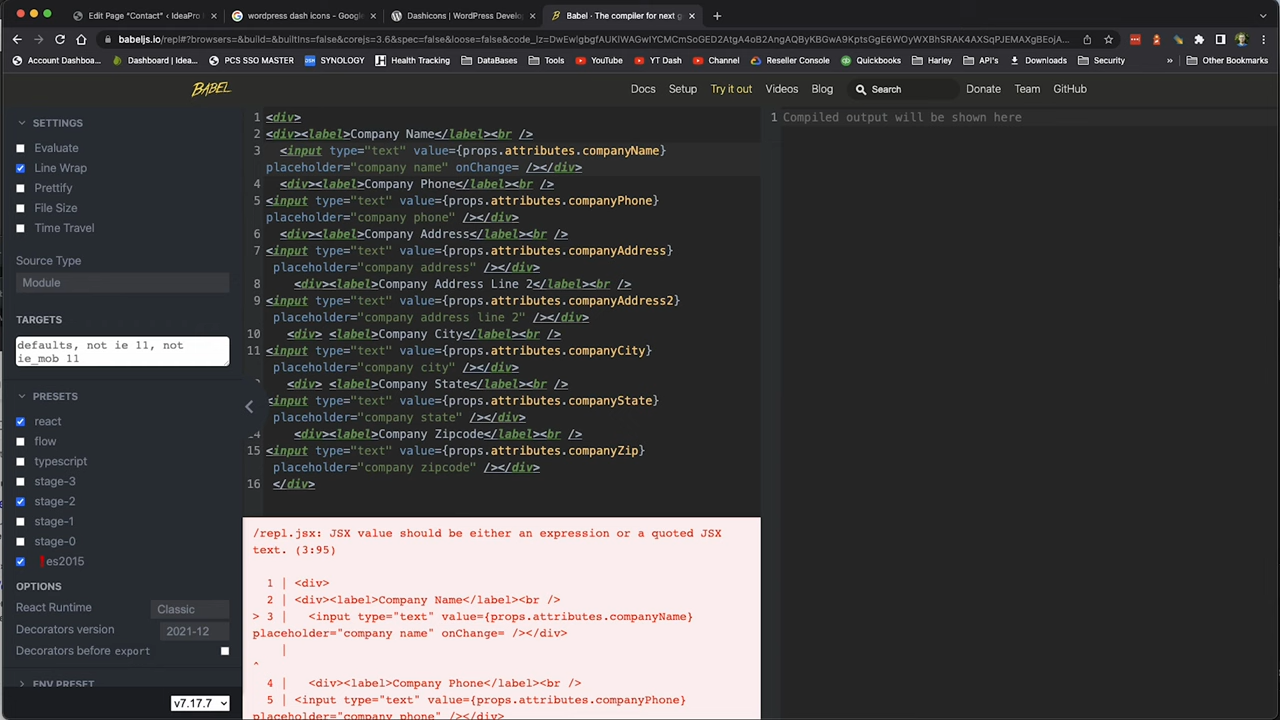 Edit Page "Contact" ‹ IdeaPro
wordpress dash icons - Google
Dashicons | WordPress Develo
Babel · The compiler for next g
babeljs.io/repl#?browsers=&build=&builtIns=false&corejs=3.6&spec=false&loose=false&code_lz=
Account Dashboa... Dashboard | Idea... PCS SSO MASTER SYNOLOGY Health Tracking DataBases Tools YouTube YT Dash Channel Reseller Console Quickbooks Harley API's Downloads Security » Other Bookmarks
BABEL
Docs Setup Try it out Videos Blog Search Donate Team GitHub
SETTINGS
Evaluate
Line Wrap
Prettify
File Size
Time Travel
Source Type
Module
TARGETS
defaults, not ie 11, not
ie_mob 11
PRESETS
react
flow
typescript
stage-3
stage-2
stage-1
stage-0
es2015
OPTIONS
React Runtime Classic
Decorators version 2021-12
Decorators before export
ENV PRESET
v7.17.7
1 <div>
2 <div><label>Company Name</label><br />
3 <input type="text" value={props.attributes.companyName}
placeholder="company name" onChange= /></div>
4 <div><label>Company Phone</label><br />
5 <input type="text" value={props.attributes.companyPhone}
placeholder="company phone" /></div>
6 <div><label>Company Address</label><br />
7 <input type="text" value={props.attributes.companyAddress}
placeholder="company address" /></div>
8 <div><label>Company Address Line 2</label><br />
9 <input type="text" value={props.attributes.companyAddress2}
placeholder="company address line 2" /></div>
10 <div> <label>Company City</label><br />
11 <input type="text" value={props.attributes.companyCity}
placeholder="company city" /></div>
<div> <label>Company State</label><br />
<input type="text" value={props.attributes.companyState}
placeholder="company state" /></div>
14 <div><label>Company Zipcode</label><br />
15 <input type="text" value={props.attributes.companyZip}
placeholder="company zipcode" /></div>
16 </div>
/repl.jsx: JSX value should be either an expression or a quoted JSX
text. (3:95)
1 | <div>
2 | <div><label>Company Name</label><br />
> 3 | <input type="text" value={props.attributes.companyName}
placeholder="company name" onChange= /></div>
|
^
4 | <div><label>Company Phone</label><br />
5 | <input type="text" value={props.attributes.companyPhone}
placeholder="company phone" /></div>
1 Compiled output will be shown here